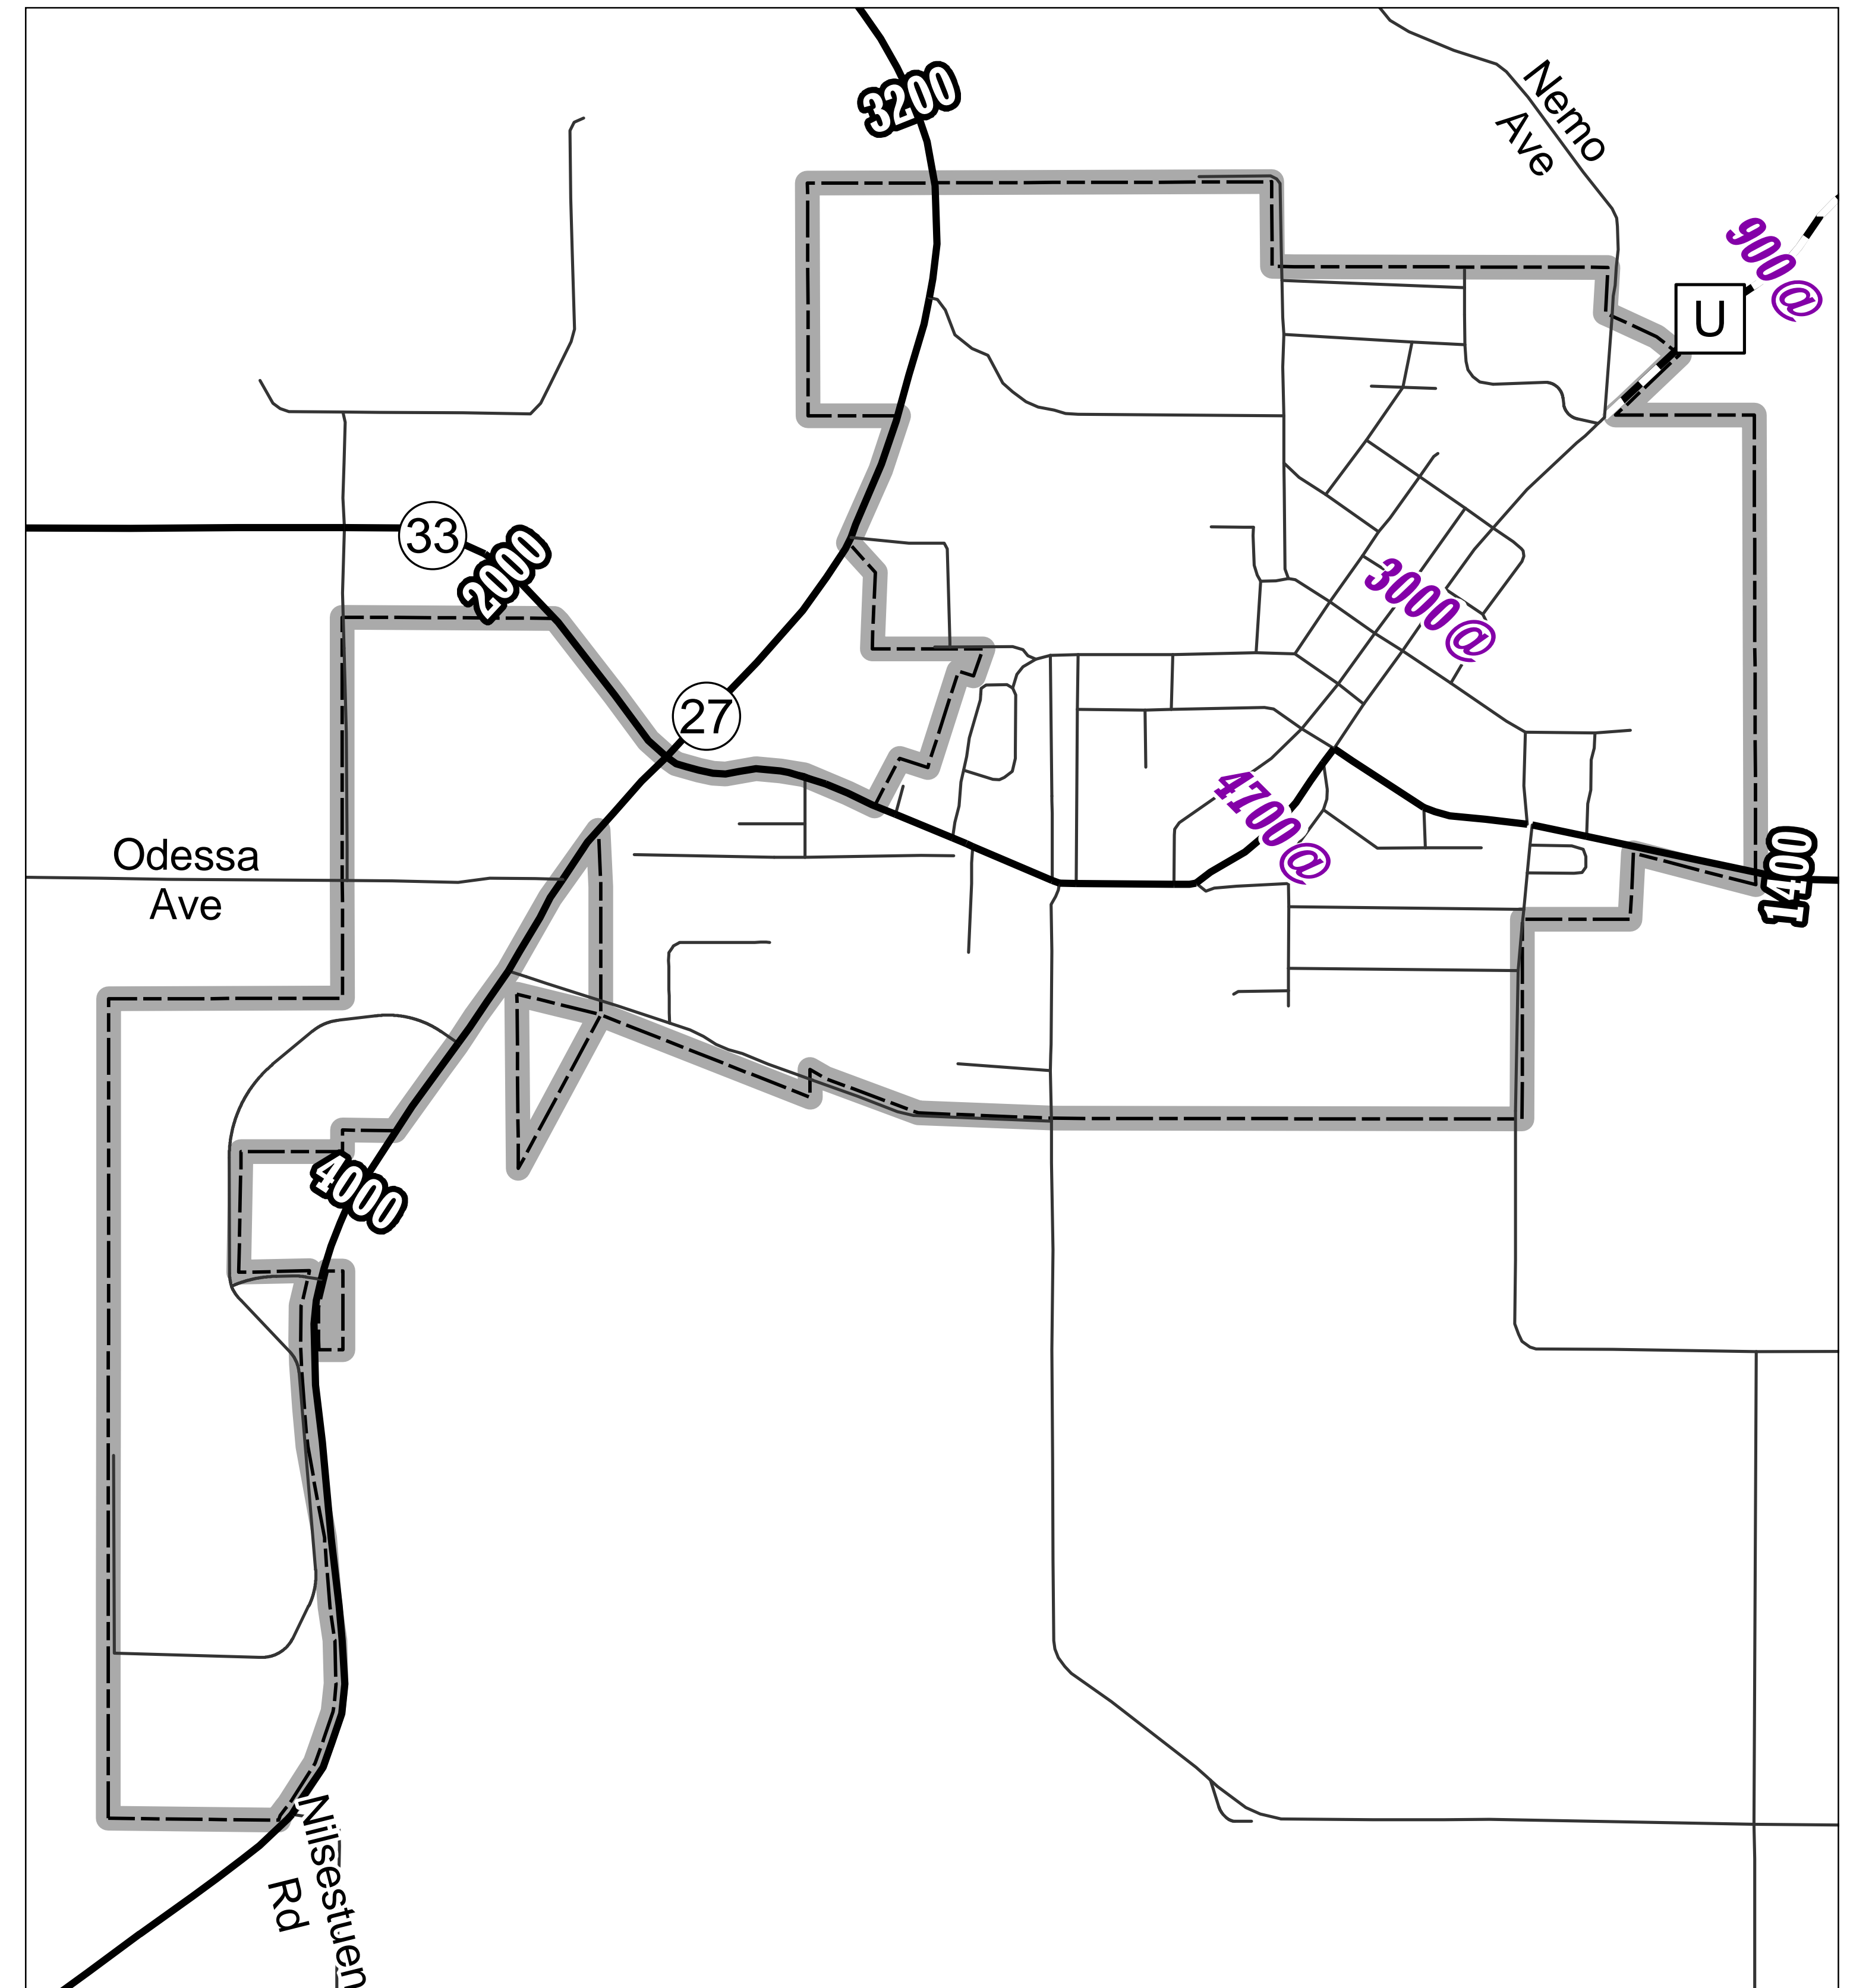 3200
Nemo
Ave
900@
U
33
2000
3000@
27
4700@
Odessa
Ave
1400
4000
Nilsestuen
Rd